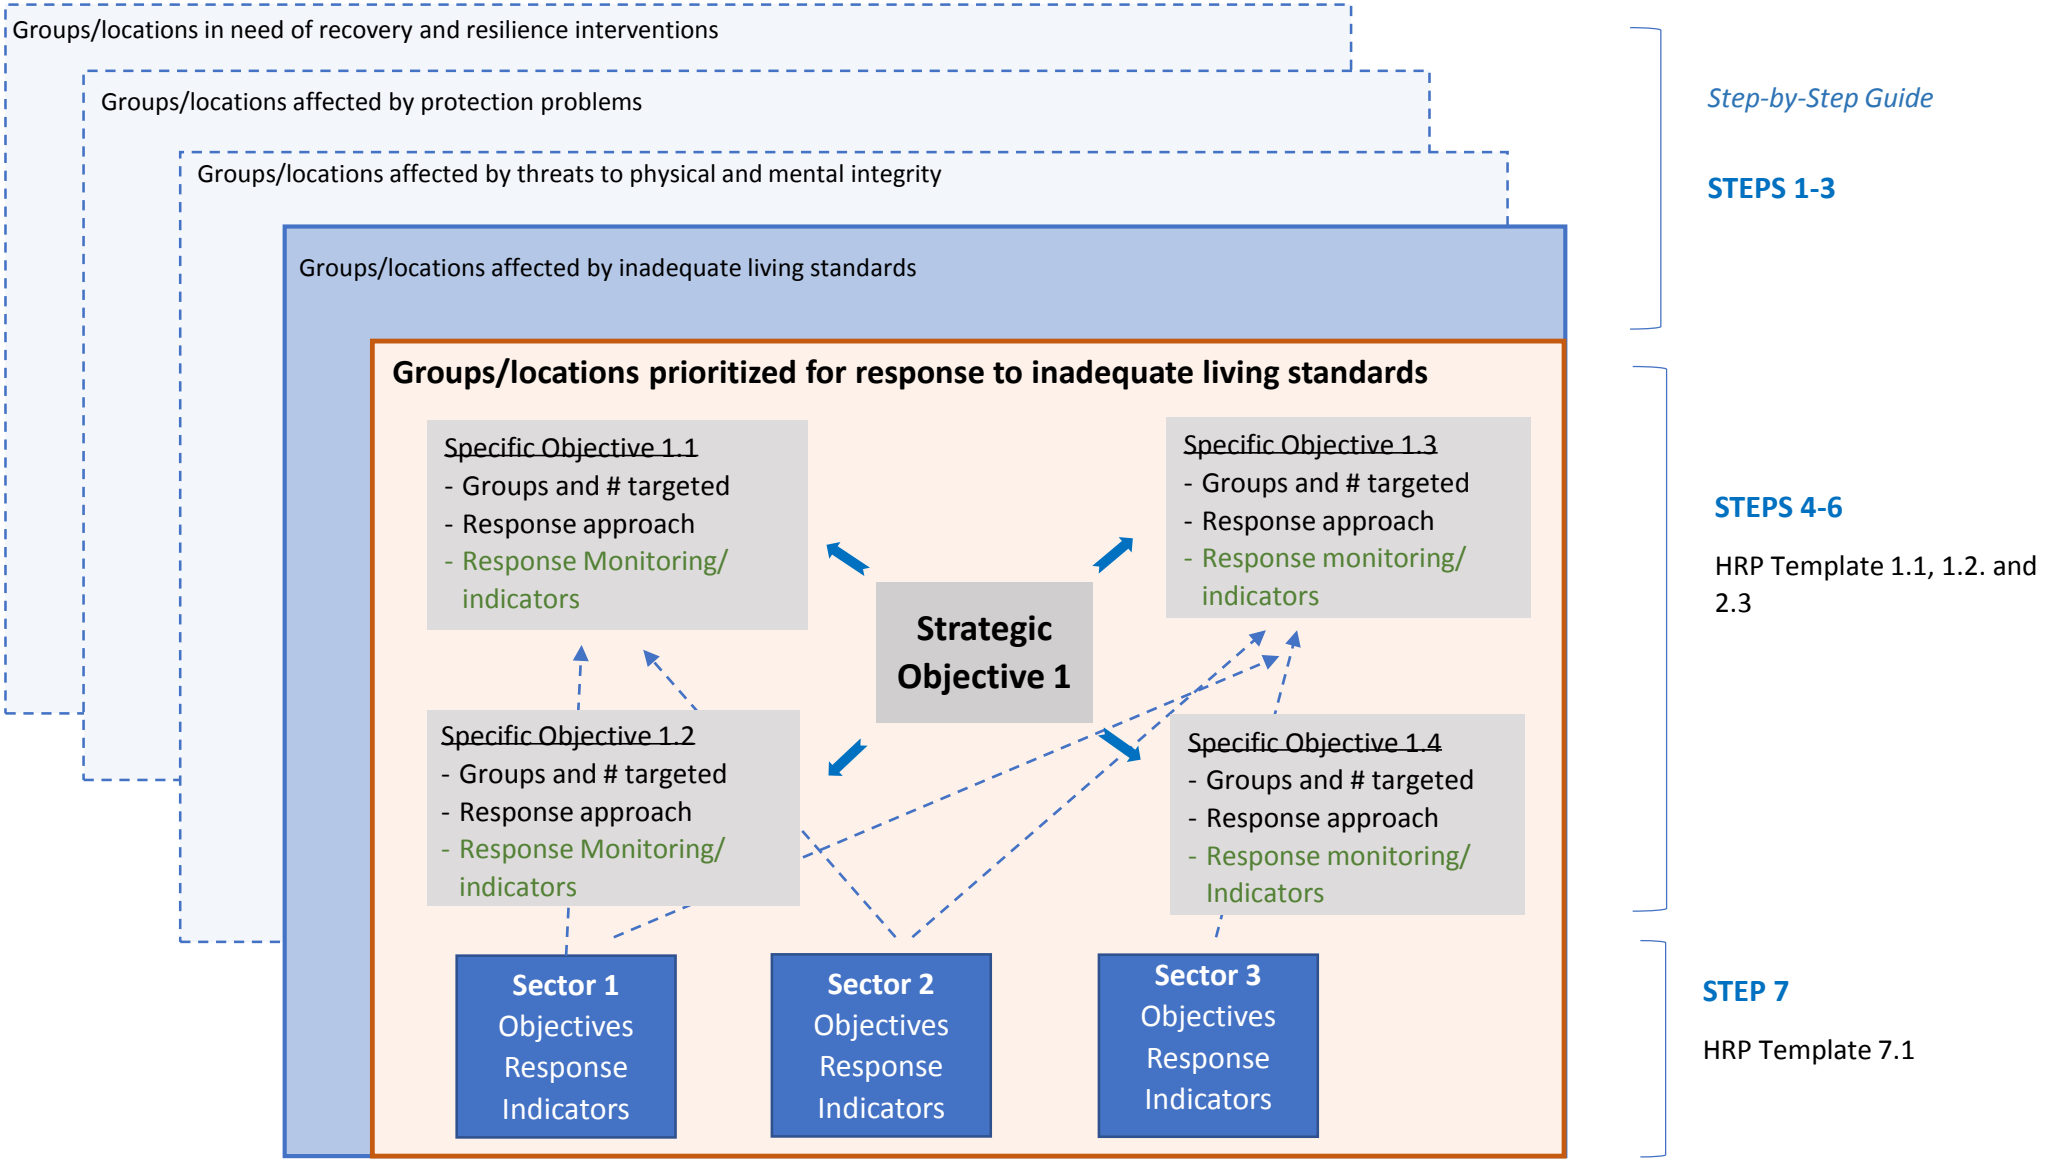 Groups/locations in need of recovery and resilience interventions
Groups/locations affected by protection problems
Groups/locations affected by threats to physical and mental integrity
Groups/locations affected by inadequate living standards
Groups/locations prioritized for response to inadequate living standards
Specific Objective 1.1
- Groups and # targeted
- Response approach
- Response Monitoring/
indicators
Specific Objective 1.3
- Groups and # targeted
- Response approach
- Response monitoring/
indicators
Strategic
Objective 1
Specific Objective 1.2
- Groups and # targeted
- Response approach
- Response Monitoring/
indicators
Specific Objective 1.4
- Groups and # targeted
- Response approach
- Response monitoring/
Indicators
Sector 1
Objectives
Response
Indicators
Sector 2
Objectives
Response
Indicators
Sector 3
Objectives
Response
Indicators
Step-by-Step Guide
STEPS 1-3
STEPS 4-6
HRP Template 1.1, 1.2. and
2.3
STEP 7
HRP Template 7.1